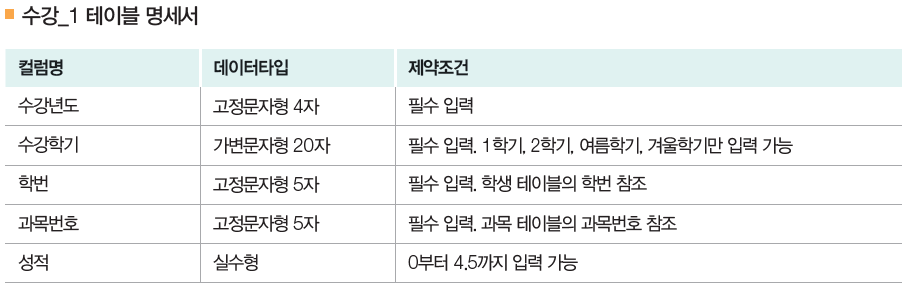 수강_1 테이블 명세서
컬럼명 데이터타입 제약조건
수강년도 고정문자형 4자 필수 입력
수강학기 가변문자형 20자 필수 입력. 1학기, 2학기, 여름학기, 겨울학기만 입력 가능
학번 고정문자형 5자 필수 입력. 학생 테이블의 학번 참조
과목번호 고정문자형 5자 필수 입력. 과목 테이블의 과목번호 참조
성적 실수형 0부터 4.5까지 입력 가능